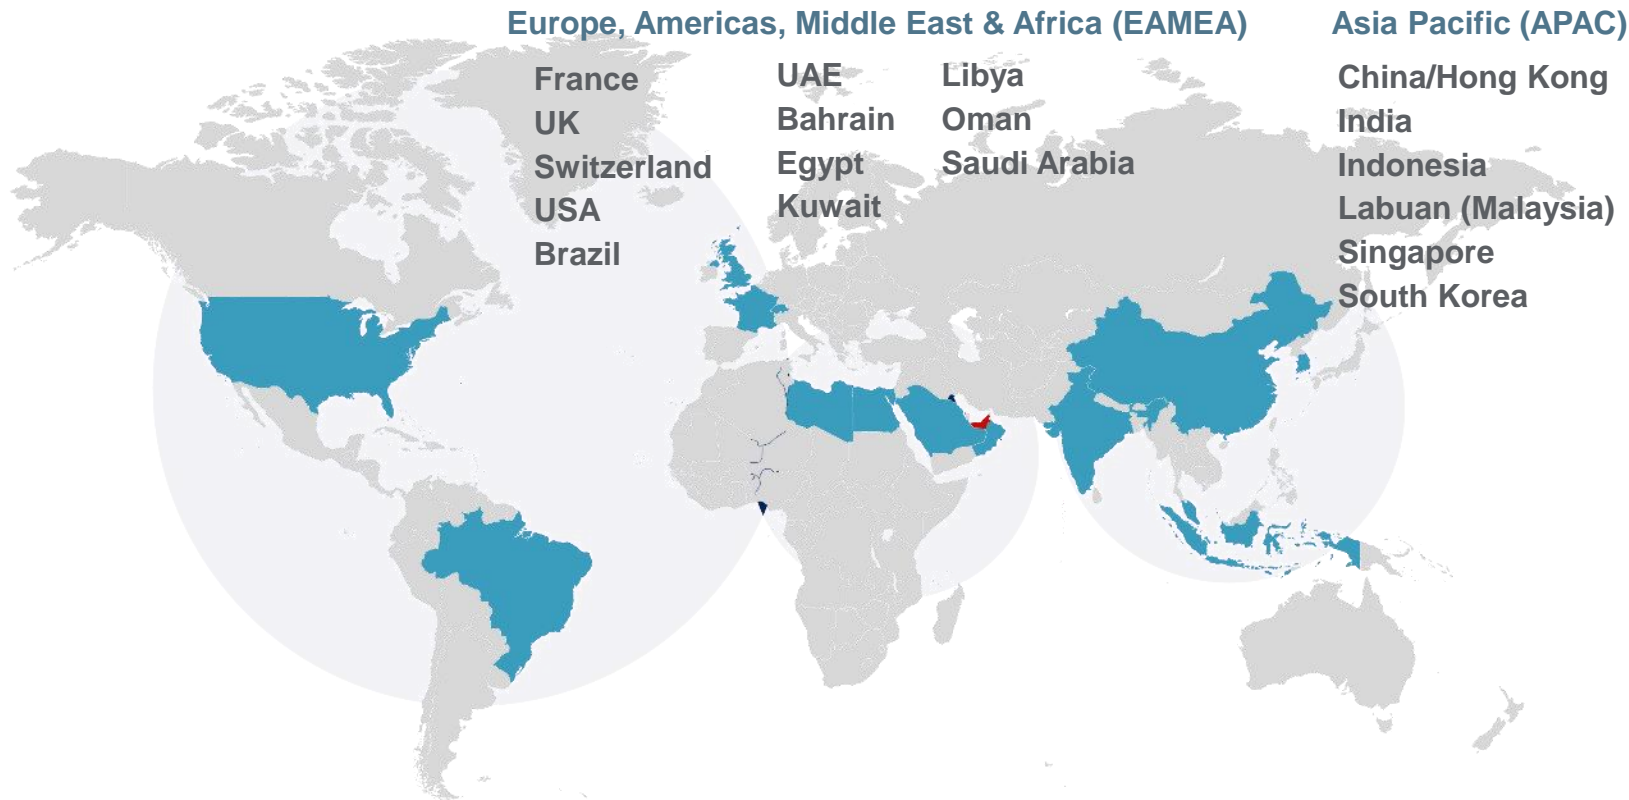 Europe, Americas, Middle East & Africa (EAMEA)
France
UK
Switzerland
USA
Brazil
UAE
Bahrain
Egypt
Kuwait
Libya
Oman
Saudi Arabia
Asia Pacific (APAC)
China/Hong Kong
India
Indonesia
Labuan (Malaysia)
Singapore
South Korea